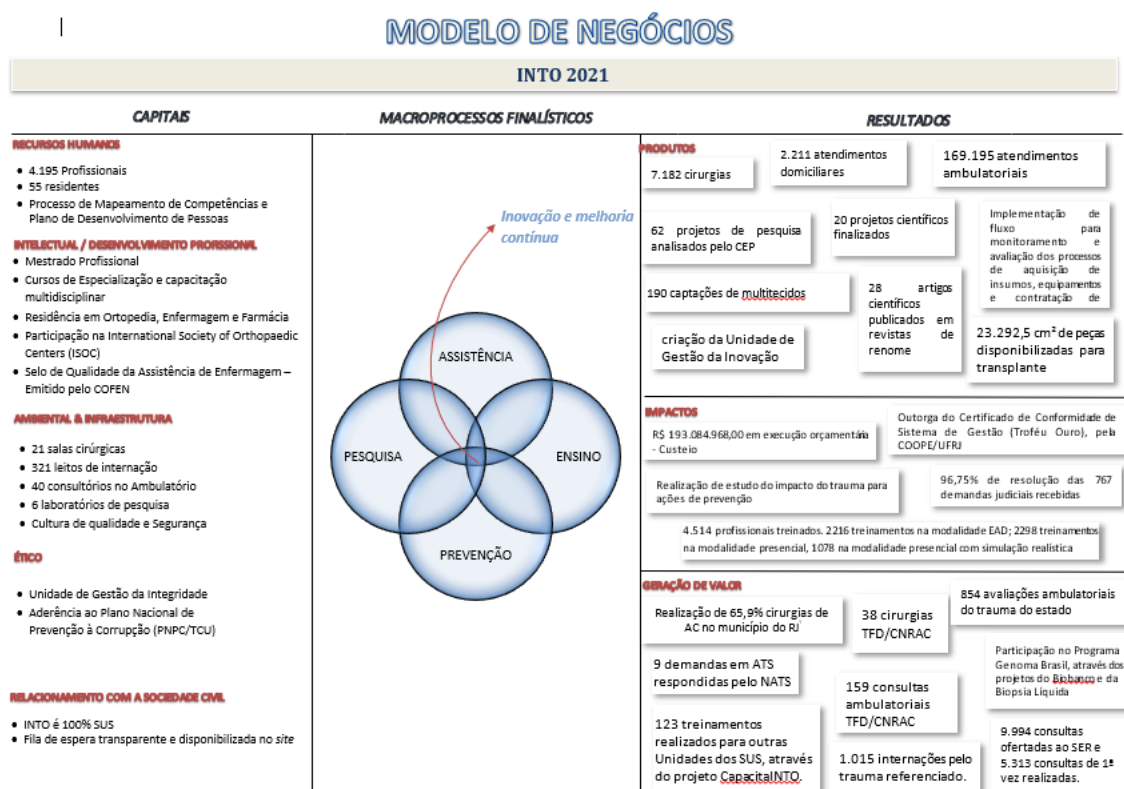 MODELO DE NEGÓCIOS
INTO 2021
CAPITAIS
RECURSOS HUMANOS
• 4.195 Profissionais
• 55 residentes
• Processo de Mapeamento de Competências e
Plano de Desenvolvimento de Pessoas
INTELECTUAL / DESENVOLVIMENTO PROFISSIONAL
• Mestrado Profissional
• Cursos de Especialização e capacitação
multidisciplinar
• Residência em Ortopedia, Enfermagem e Farmácia
• Participação na International Society of Orthopaedic
Centers (ISOC)
• Selo de Qualidade da Assistência de Enfermagem –
Emitido pelo COFEN
AMBIENTAL & INFRAESTRUTURA
• 21 salas cirúrgicas
• 321 leitos de internação
• 40 consultórios no Ambulatório
• 6 laboratórios de pesquisa
• Cultura de qualidade e Segurança
ÉTICO
• Unidade de Gestão da Integridade
• Aderência ao Plano Nacional de
Prevenção à Corrupção (PNPC/TCU)
RELACIONAMENTO COM A SOCIEDADE CIVIL
• INTO é 100% SUS
• Fila de espera transparente e disponibilizada no site
MACROPROCESSOS FINALÍSTICOS
Inovação e melhoria
contínua
ASSISTÊNCIA
PESQUISA
ENSINO
PREVENÇÃO
RESULTADOS
PRODUTOS
7.182 cirurgias
2.211 atendimentos
domiciliares
169.195 atendimentos
ambulatoriais
62 projetos de pesquisa
analisados pelo CEP
20 projetos científicos
finalizados
Implementação de
fluxo para
monitoramento e
avaliação dos processos
de aquisição de
insumos, equipamentos
e contratação de
190 captações de multitecidos
28 artigos
científicos
publicados em
revistas de
renome
criação da Unidade de
Gestão da Inovação
23.292,5 cm² de peças
disponibilizadas para
transplante
IMPACTOS
R$ 193.084.968,00 em execução orçamentária
- Custeio
Outorga do Certificado de Conformidade de
Sistema de Gestão (Troféu Ouro), pela
COOPE/UFRJ
Realização de estudo do impacto do trauma para
ações de prevenção
96,75% de resolução das 767
demandas judiciais recebidas
4.514 profissionais treinados. 2216 treinamentos na modalidade EAD; 2298 treinamentos
na modalidade presencial, 1078 na modalidade presencial com simulação realística
GERAÇÃO DE VALOR
Realização de 65,9% cirurgias de
AC no município do RJ
38 cirurgias
TFD/CNRAC
854 avaliações ambulatoriais
do trauma do estado
9 demandas em ATS
respondidas pelo NATS
159 consultas
ambulatoriais
TFD/CNRAC
Participação no Programa
Genoma Brasil, através dos
projetos do Biobanco e da
Biopsia Liquida
123 treinamentos
realizados para outras
Unidades dos SUS, através
do projeto CapacitaINTO.
1.015 internações pelo
trauma referenciado.
9.994 consultas
ofertadas ao SER e
5.313 consultas de 1ª
vez realizadas.